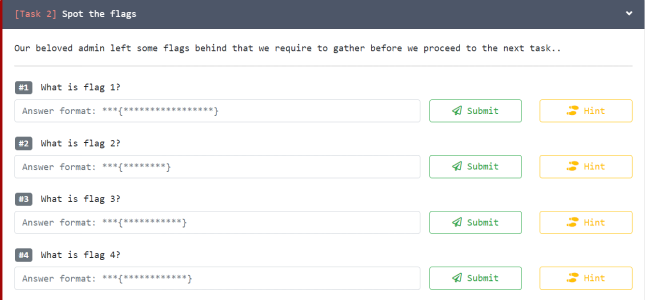 [Task 2] Spot the flags
Our beloved admin left some flags behind that we require to gather before we proceed to the next task..
#1 What is flag 1?
Answer format: ***{*****************} Submit Hint
#2 What is flag 2?
Answer format: ***{********} Submit Hint
#3 What is flag 3?
Answer format: ***{***********} Submit Hint
#4 What is flag 4?
Answer format: ***{************} Submit Hint